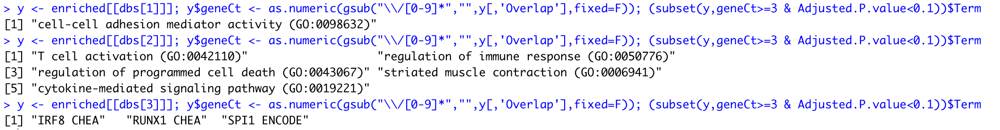 > y <- enriched[[dbs[1]]]; y$geneCt <- as.numeric(gsub("\\/[0-9]*","",y[,'Overlap'],fixed=F)); (subset(y,geneCt>=3 & Adjusted.P.value<0.1))$Term
[1] "cell-cell adhesion mediator activity (GO:0098632)"
> y <- enriched[[dbs[2]]]; y$geneCt <- as.numeric(gsub("\\/[0-9]*","",y[,'Overlap'],fixed=F)); (subset(y,geneCt>=3 & Adjusted.P.value<0.1))$Term
[1] "T cell activation (GO:0042110)"                  "regulation of immune response (GO:0050776)"
[3] "regulation of programmed cell death (GO:0043067)" "striated muscle contraction (GO:0006941)"
[5] "cytokine-mediated signaling pathway (GO:0019221)"
> y <- enriched[[dbs[3]]]; y$geneCt <- as.numeric(gsub("\\/[0-9]*","",y[,'Overlap'],fixed=F)); (subset(y,geneCt>=3 & Adjusted.P.value<0.1))$Term
[1] "IRF8 CHEA"   "RUNX1 CHEA"  "SPI1 ENCODE"